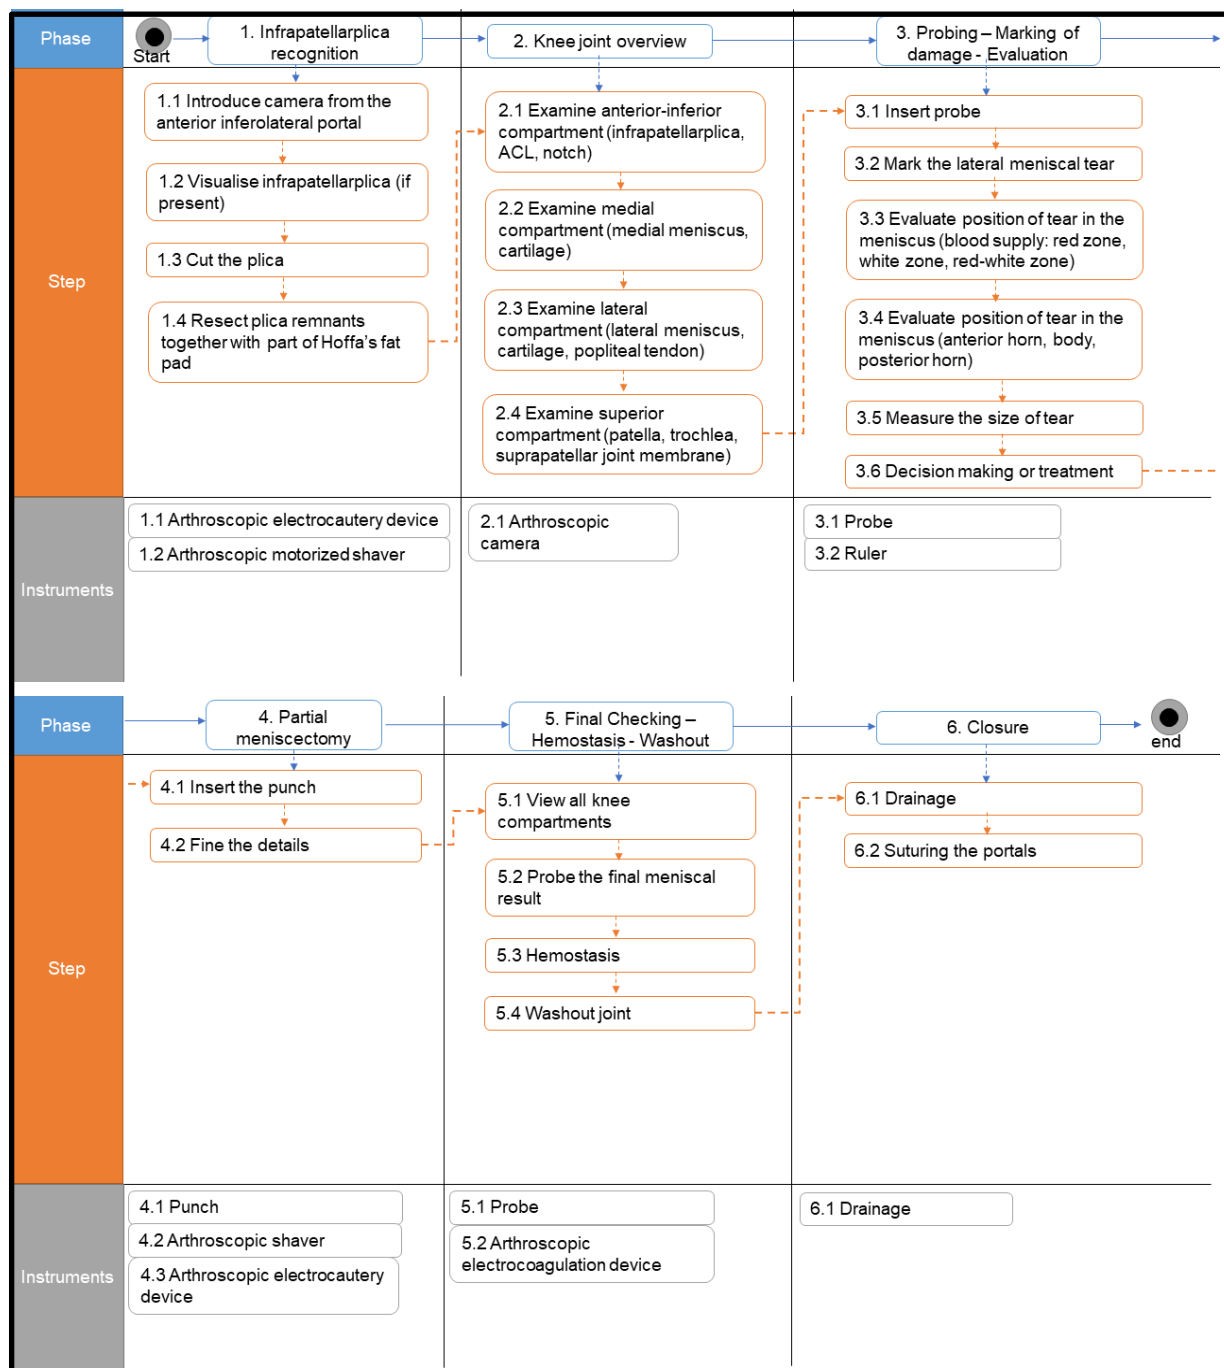 Phase
Start
1. Infrapatellarplica
recognition
2. Knee joint overview
3. Probing – Marking of
damage - Evaluation
Step
1.1 Introduce camera from the
anterior inferolateral portal
1.2 Visualise infrapatellarplica (if
present)
1.3 Cut the plica
1.4 Resect plica remnants
together with part of Hoffa's fat
pad
2.1 Examine anterior-inferior
compartment (infrapatellarplica,
ACL, notch)
2.2 Examine medial
compartment (medial meniscus,
cartilage)
2.3 Examine lateral
compartment (lateral meniscus,
cartilage, popliteal tendon)
2.4 Examine superior
compartment (patella, trochlea,
suprapatellar joint membrane)
3.1 Insert probe
3.2 Mark the lateral meniscal tear
3.3 Evaluate position of tear in the
meniscus (blood supply: red zone,
white zone, red-white zone)
3.4 Evaluate position of tear in the
meniscus (anterior horn, body,
posterior horn)
3.5 Measure the size of tear
3.6 Decision making or treatment
Instruments
1.1 Arthroscopic electrocautery device
1.2 Arthroscopic motorized shaver
2.1 Arthroscopic
camera
3.1 Probe
3.2 Ruler
Phase
4. Partial
meniscectomy
5. Final Checking –
Hemostasis - Washout
6. Closure
end
Step
4.1 Insert the punch
4.2 Fine the details
5.1 View all knee
compartments
5.2 Probe the final meniscal
result
5.3 Hemostasis
5.4 Washout joint
6.1 Drainage
6.2 Suturing the portals
Instruments
4.1 Punch
4.2 Arthroscopic shaver
4.3 Arthroscopic electrocautery
device
5.1 Probe
5.2 Arthroscopic
electrocoagulation device
6.1 Drainage